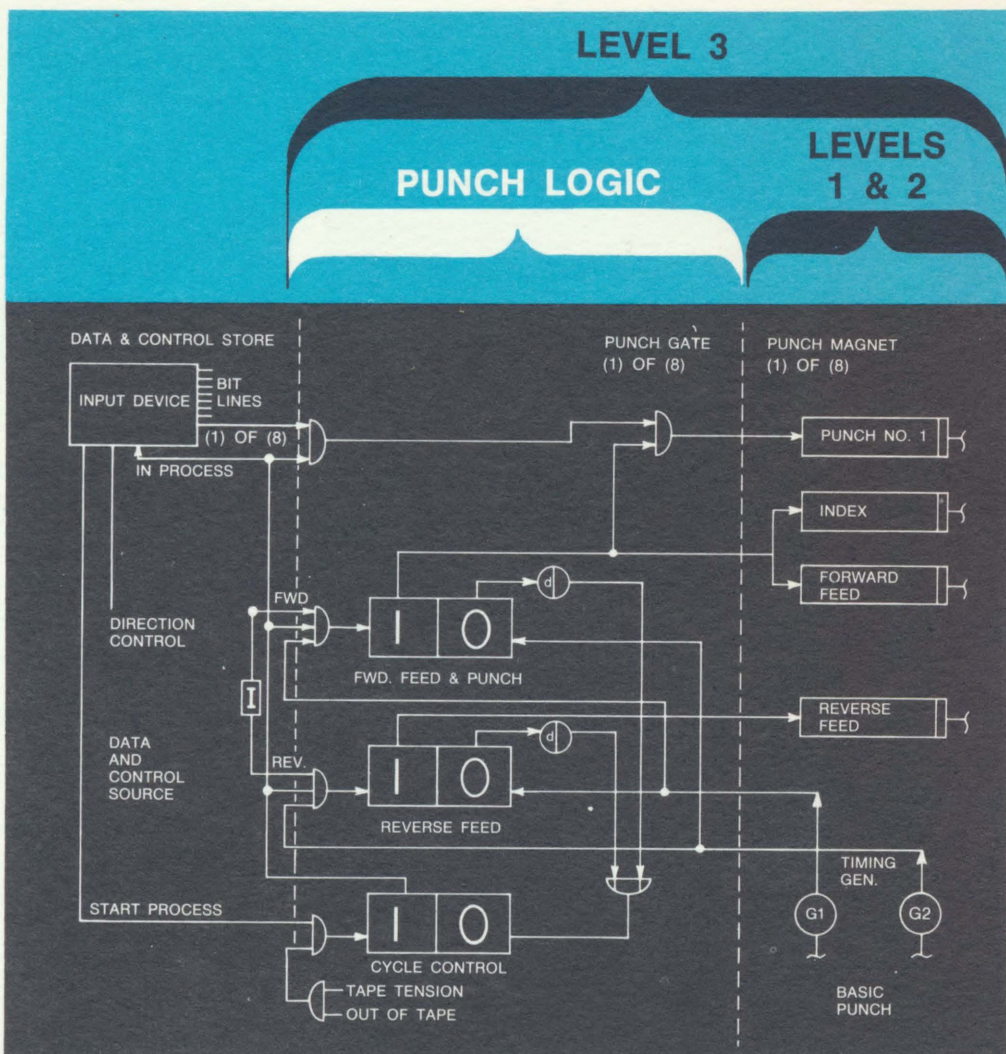 LEVEL 3
PUNCH LOGIC
LEVELS
1 & 2
DATA & CONTROL STORE
PUNCH GATE
(1) OF (8)
PUNCH MAGNET
(1) OF (8)
INPUT DEVICE
BIT
LINES
(1) OF (8)
IN PROCESS
PUNCH NO. 1
INDEX
FORWARD
FEED
FWD
d
I O
DIRECTION
CONTROL
FWD. FEED & PUNCH
I
REVERSE
FEED
d
DATA
AND
CONTROL
SOURCE
REV.
I O
REVERSE FEED
TIMING
GEN.
START PROCESS
I O
G1
G2
CYCLE CONTROL
TAPE TENSION
OUT OF TAPE
BASIC
PUNCH